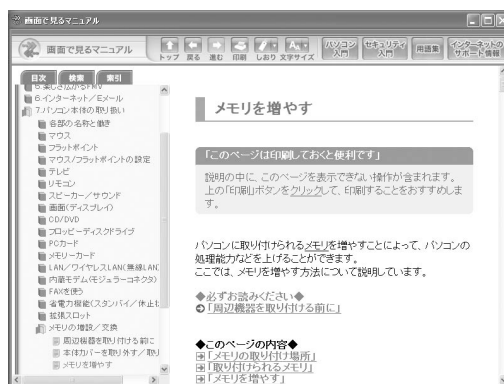 画面で見るマニュアル
画面で見るマニュアル
トップ 戻る 進む 印刷 しおり 文字サイズ
パソコン入門 セキュリティ入門 用語集 インターネットのサポート情報
目次 検索 索引
5.楽しさ広がるFMV
6.インターネット/Eメール
7.パソコン本体の取り扱い
各部の名称と働き
マウス
フラットポイント
マウス/フラットポイントの設定
テレビ
リモコン
スピーカー/サウンド
画面(ディスプレイ)
CD/DVD
フロッピーディスクドライブ
PCカード
メモリーカード
LAN/ワイヤレスLAN(無線LAN
内蔵モデム(モジュラーコネクタ)
FAXを使う
省電力機能(スタンバイ/休止
拡張スロット
メモリの増設/交換
周辺機器を取り付ける前に
本体カバーを取り外す/取り
メモリを増やす
メモリを増やす
「このページは印刷しておくと便利です」
説明の中に、このページを表示できない操作が含まれます。
上の「印刷」ボタンをクリックして、印刷することをおすすめしま
す。
パソコンに取り付けられるメモリを増やすことによって、パソコンの
処理能力などを上げることができます。
ここでは、メモリを増やす方法について説明しています。
◆必ずお読みください◆
「周辺機器を取り付ける前に」
◆このページの内容◆
「メモリの取り付け場所」
「取り付けられるメモリ」
「メモリを増やす」